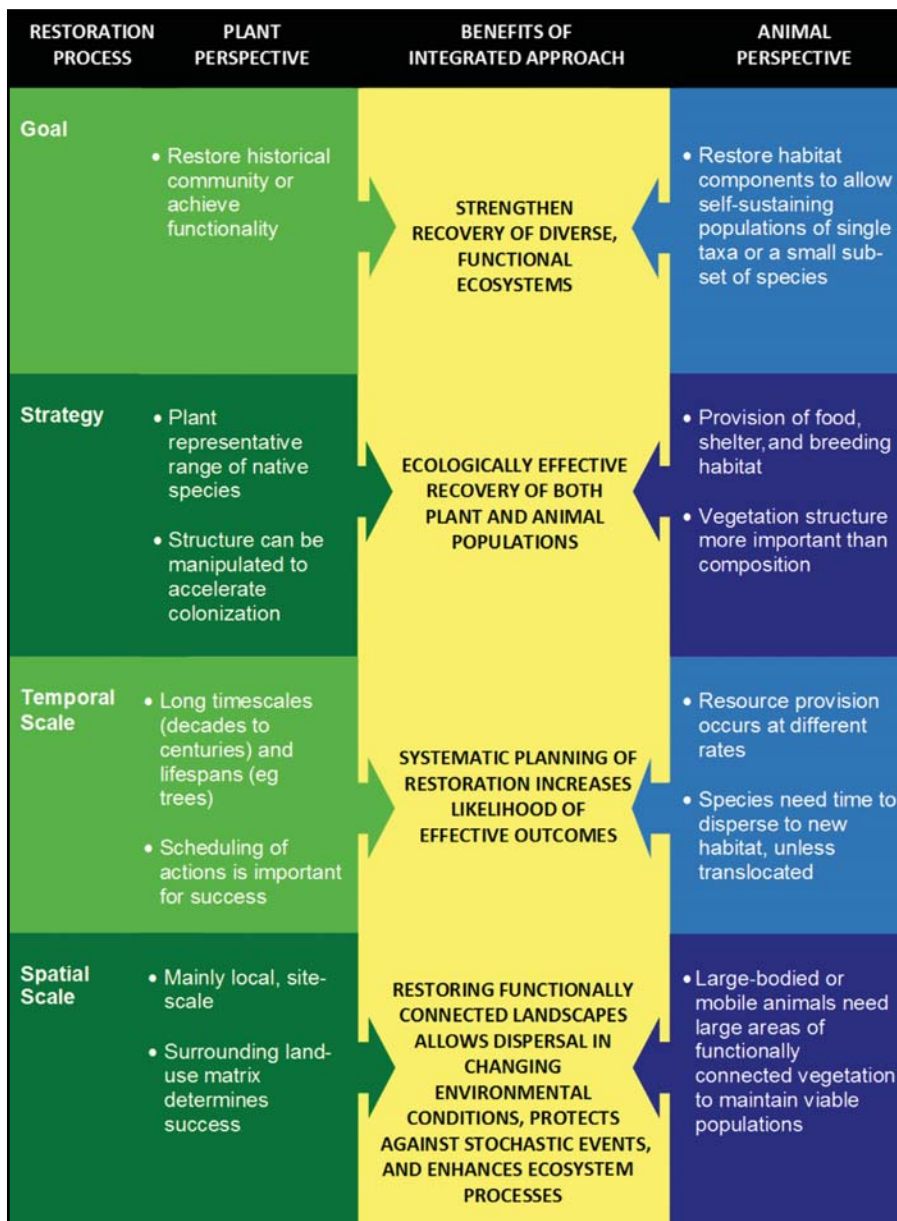 RESTORATION
PROCESS
PLANT
PERSPECTIVE
BENEFITS OF
INTEGRATED APPROACH
ANIMAL
PERSPECTIVE
Goal
• Restore historical
community or
achieve
functionality
STRENGTHEN
RECOVERY OF DIVERSE,
FUNCTIONAL
ECOSYSTEMS
• Restore habitat
components to allow
self-sustaining
populations of single
taxa or a small sub-
set of species
Strategy
• Plant
representative
range of native
species
• Structure can be
manipulated to
accelerate
colonization
ECOLOGICALLY EFFECTIVE
RECOVERY OF BOTH
PLANT AND ANIMAL
POPULATIONS
• Provision of food,
shelter, and breeding
habitat
• Vegetation structure
more important than
composition
Temporal
Scale
• Long timescales
(decades to
centuries) and
lifespans (eg
trees)
• Scheduling of
actions is important
for success
SYSTEMATIC PLANNING OF
RESTORATION INCREASES
LIKELIHOOD OF
EFFECTIVE OUTCOMES
• Resource provision
occurs at different
rates
• Species need time to
disperse to new
habitat, unless
translocated
Spatial
Scale
• Mainly local, site-
scale
• Surrounding land-
use matrix
determines
success
RESTORING FUNCTIONALLY
CONNECTED LANDSCAPES
ALLOWS DISPERSAL IN
CHANGING
ENVIRONMENTAL
CONDITIONS, PROTECTS
AGAINST STOCHASTIC EVENTS,
AND ENHANCES ECOSYSTEM
PROCESSES
• Large-bodied or
mobile animals need
large areas of
functionally
connected vegetation
to maintain viable
populations